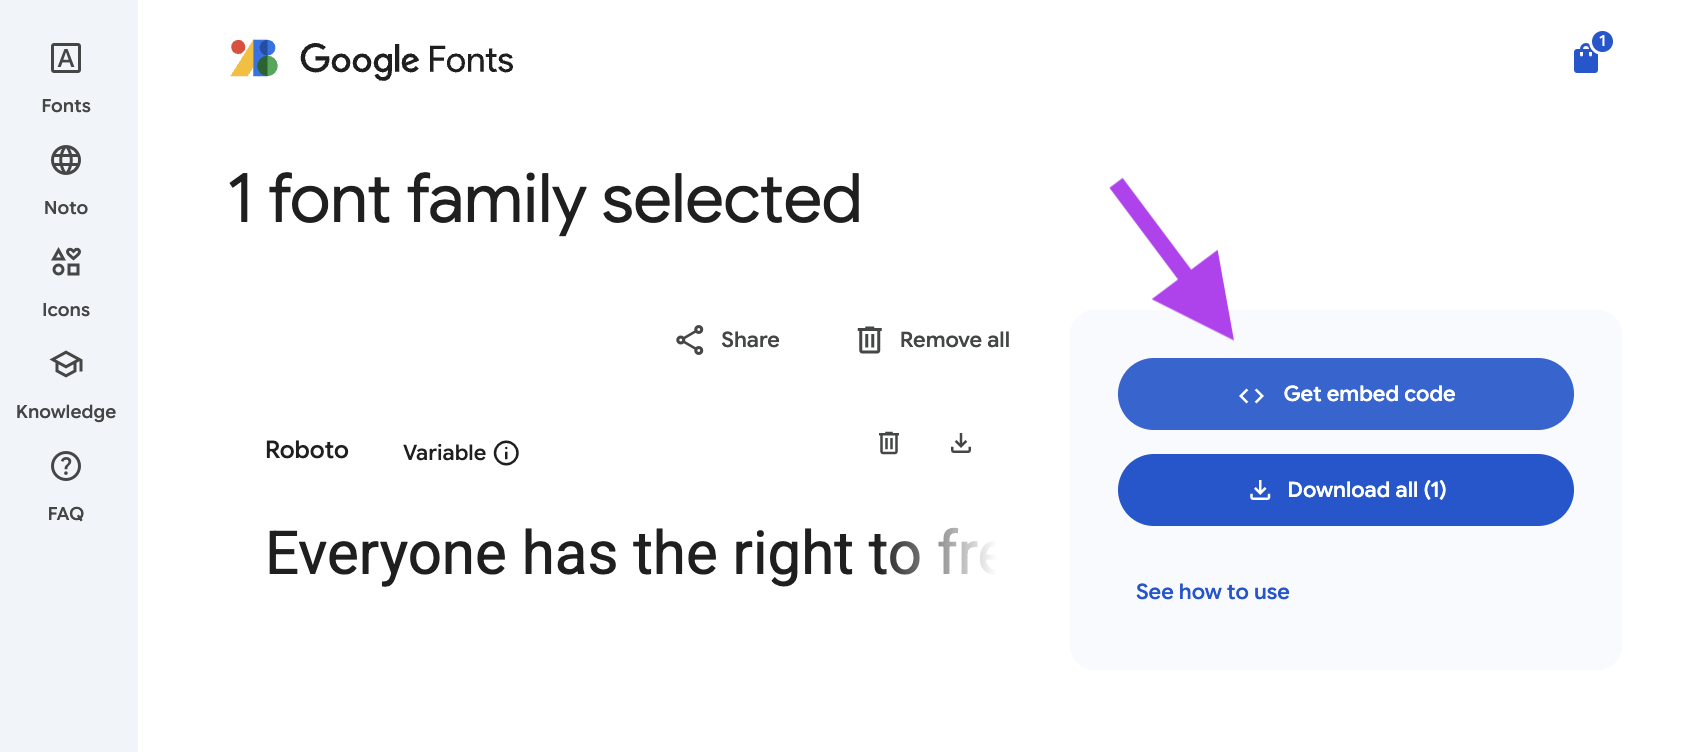 Fonts
Noto
Icons
Knowledge
FAQ
Google Fonts
1
1 font family selected
Share
Remove all
Roboto
Variable
Everyone has the right to fre
Get embed code
Download all (1)
See how to use